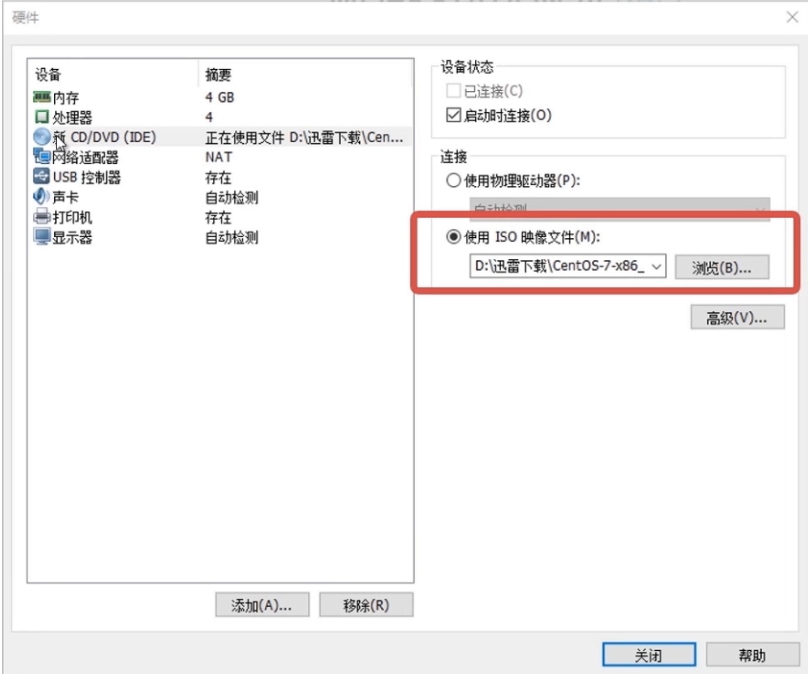 硬件
设备 摘要
内存 4 GB
处理器 4
新 CD/DVD (IDE) 正在使用文件 D:\迅雷下载\Cen...
网络适配器 NAT
USB 控制器 存在
声卡 自动检测
打印机 存在
显示器 自动检测
添加(A)...
移除(R)
设备状态
已连接(C)
启动时连接(O)
连接
使用物理驱动器(P):
自动检测
使用 ISO 映像文件(M):
D:\迅雷下载\CentOS-7-x86_
浏览(B)...
高级(V)...
关闭
帮助